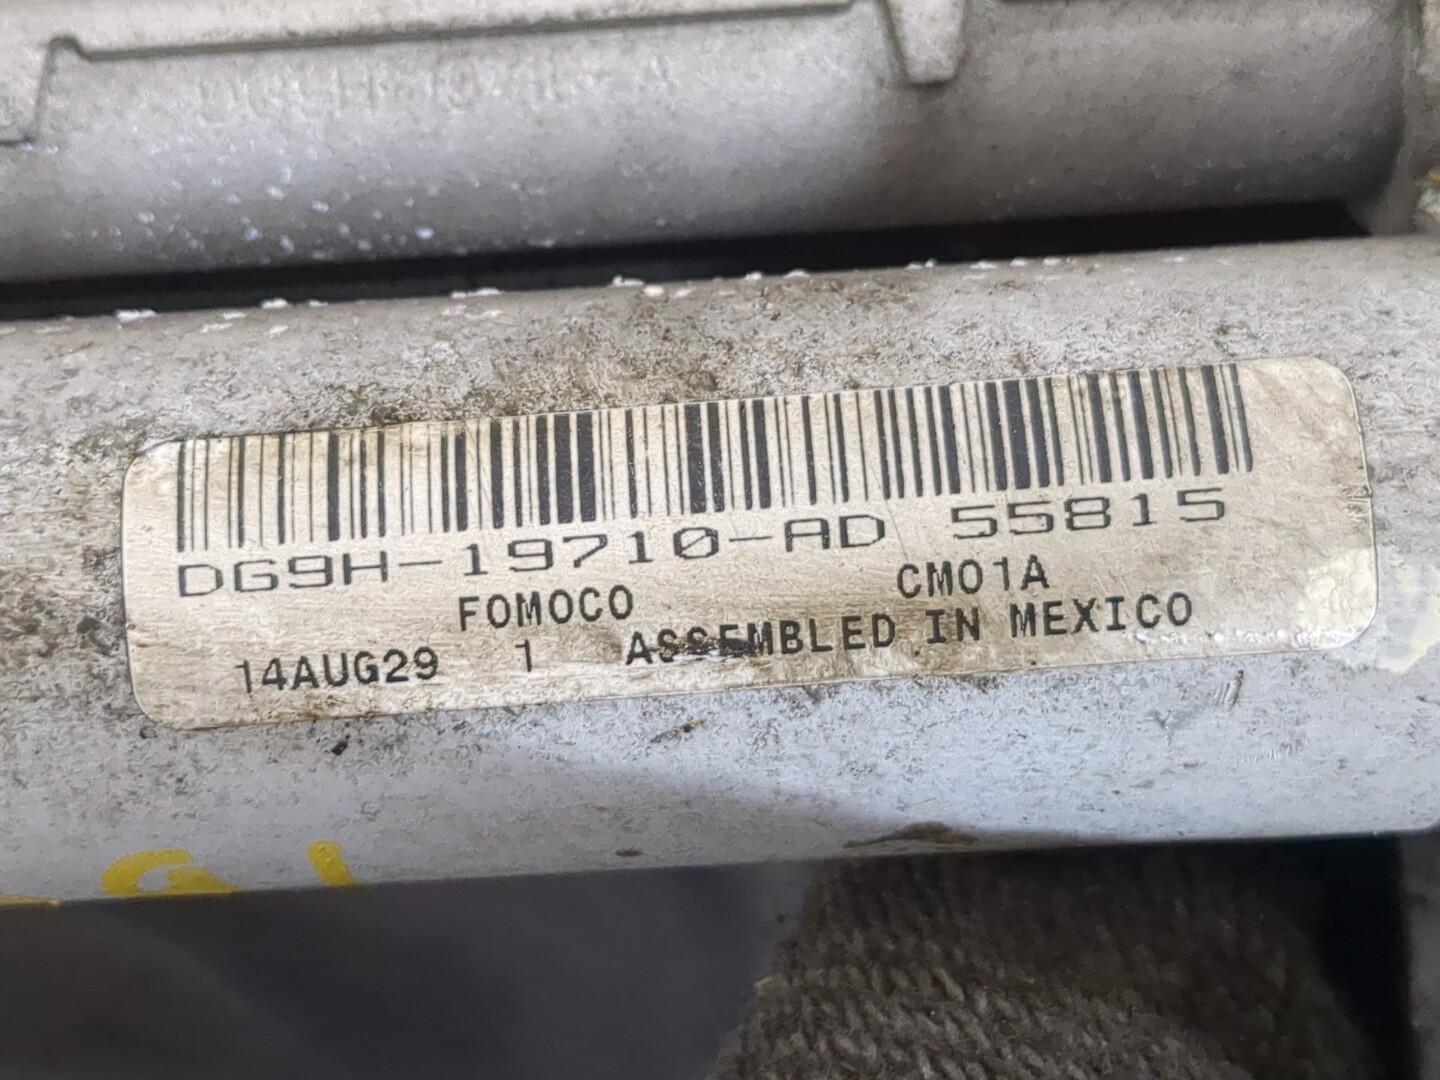 DG9H-19710-AD 55815
FOMOCO CM01A
14AUG29 1 ASSEMBLED IN MEXICO